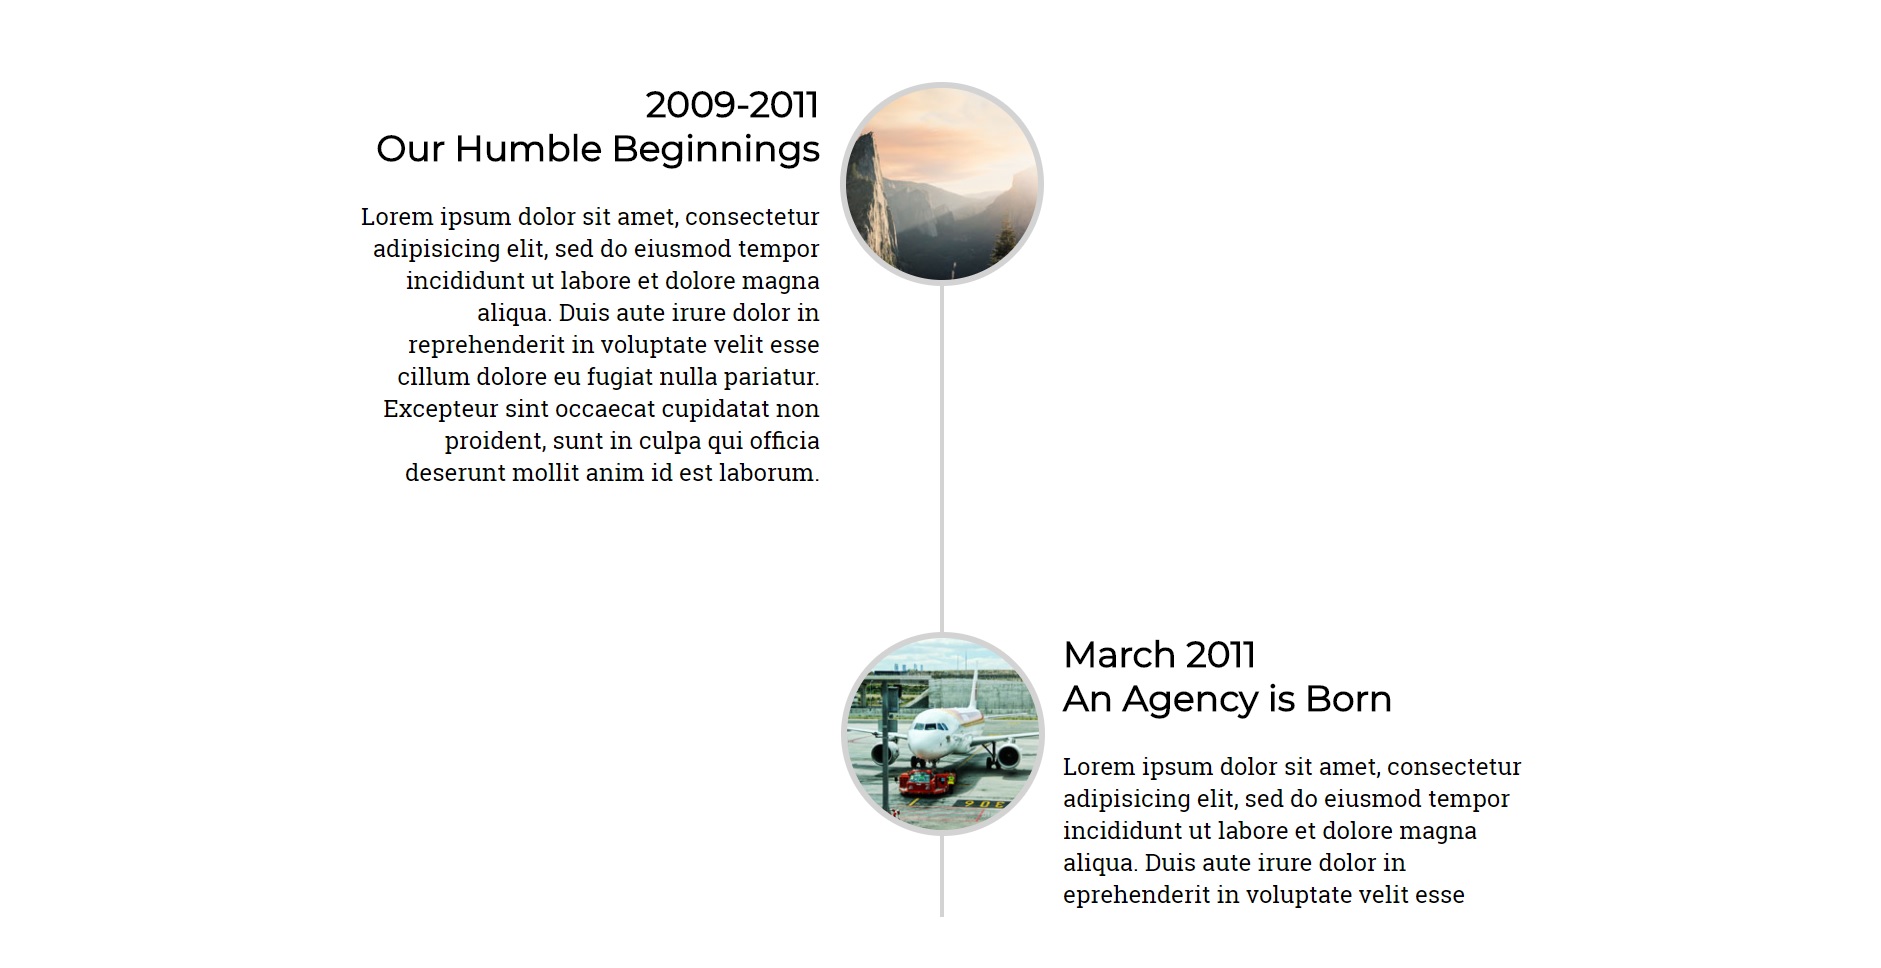 2009-2011
Our Humble Beginnings
Lorem ipsum dolor sit amet, consectetur
adipisicing elit, sed do eiusmod tempor
incididunt ut labore et dolore magna
aliqua. Duis aute irure dolor in
reprehenderit in voluptate velit esse
cillum dolore eu fugiat nulla pariatur.
Excepteur sint occaecat cupidatat non
proident, sunt in culpa qui officia
deserunt mollit anim id est laborum.
March 2011
An Agency is Born
Lorem ipsum dolor sit amet, consectetur
adipisicing elit, sed do eiusmod tempor
incididunt ut labore et dolore magna
aliqua. Duis aute irure dolor in
eprehenderit in voluptate velit esse